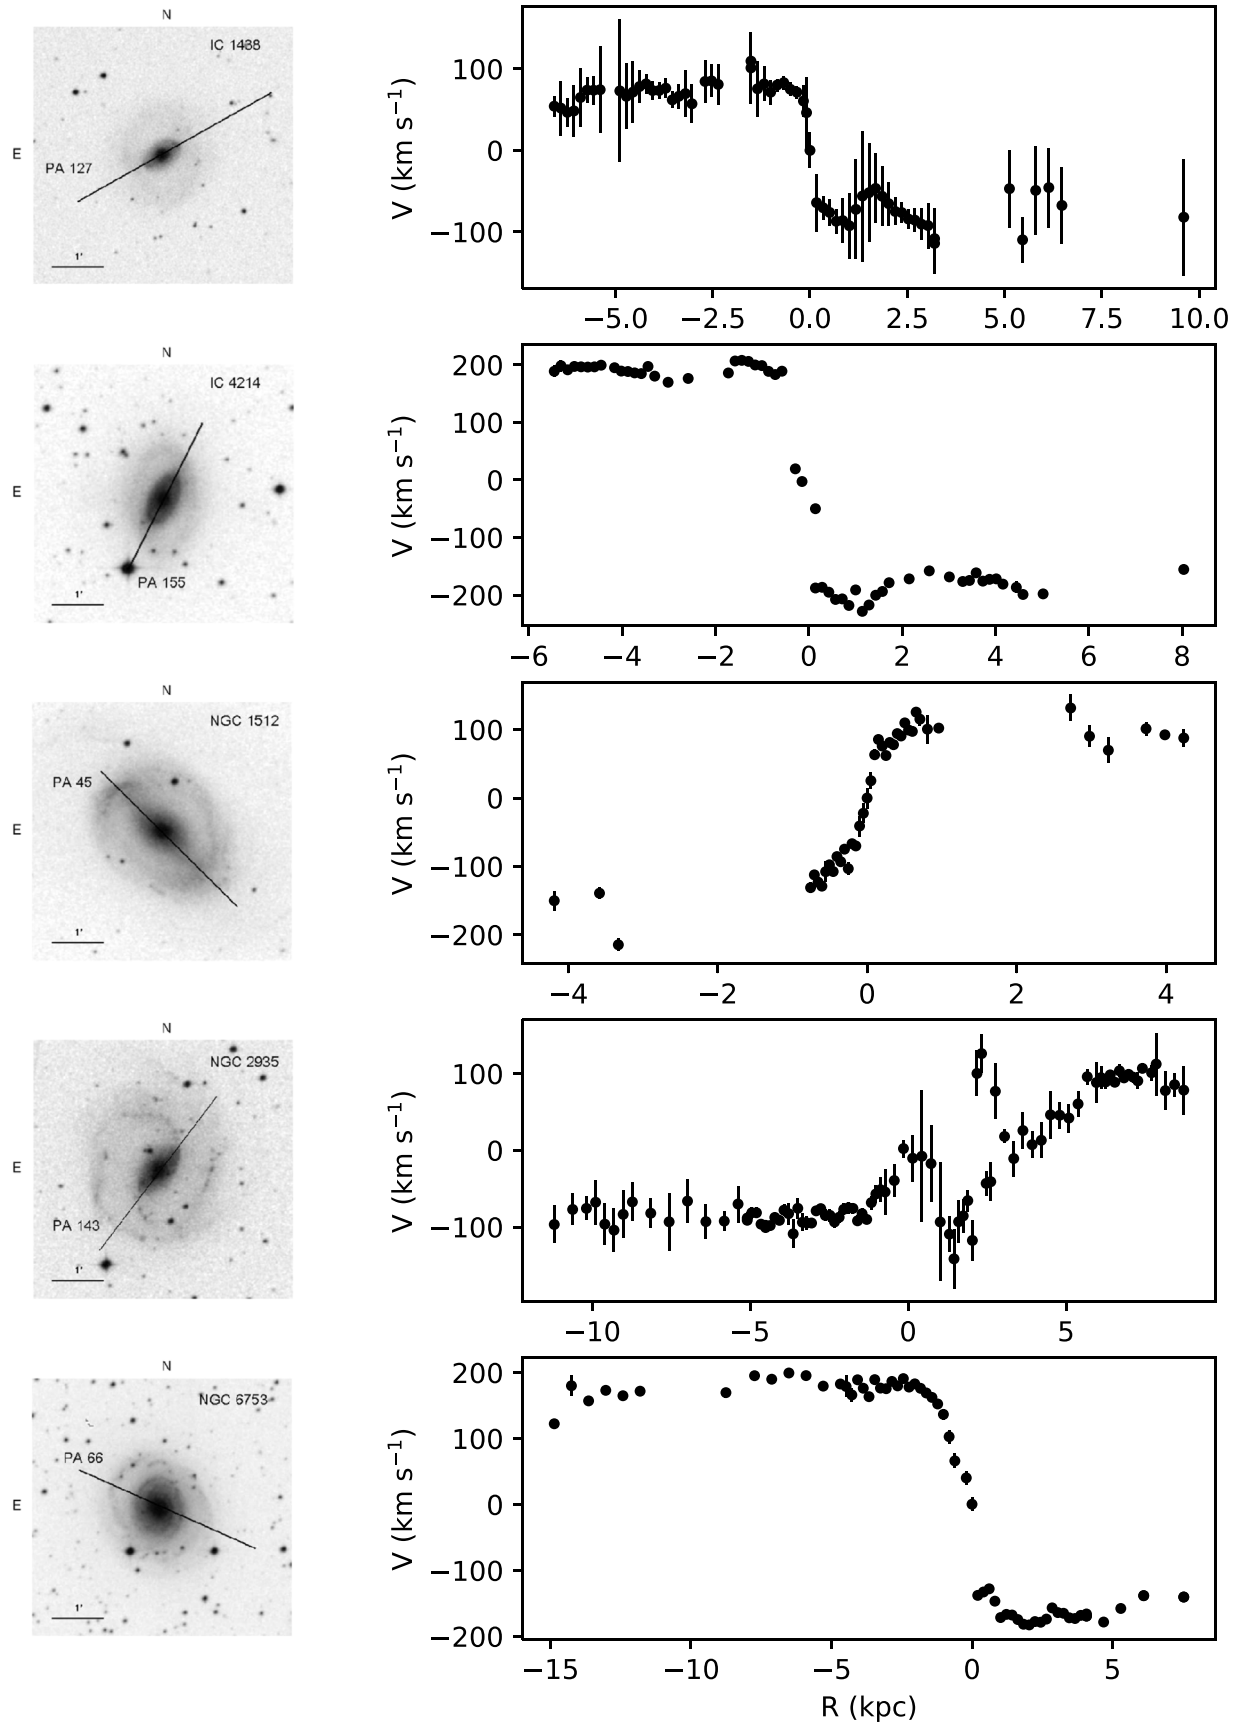 N
IC 1438
E
PA 127
1'
V (km s⁻¹)
100
0
−100
−5.0 −2.5 0.0 2.5 5.0 7.5 10.0
N
IC 4214
E
PA 155
1'
V (km s⁻¹)
200
100
0
−100
−200
−6 −4 −2 0 2 4 6 8
N
NGC 1512
PA 45
E
1'
V (km s⁻¹)
100
0
−100
−200
−4 −2 0 2 4
N
NGC 2935
E
PA 143
1'
V (km s⁻¹)
100
0
−100
−10 −5 0 5
N
NGC 6753
PA 66
E
1'
V (km s⁻¹)
200
100
0
−100
−200
−15 −10 −5 0 5
R (kpc)